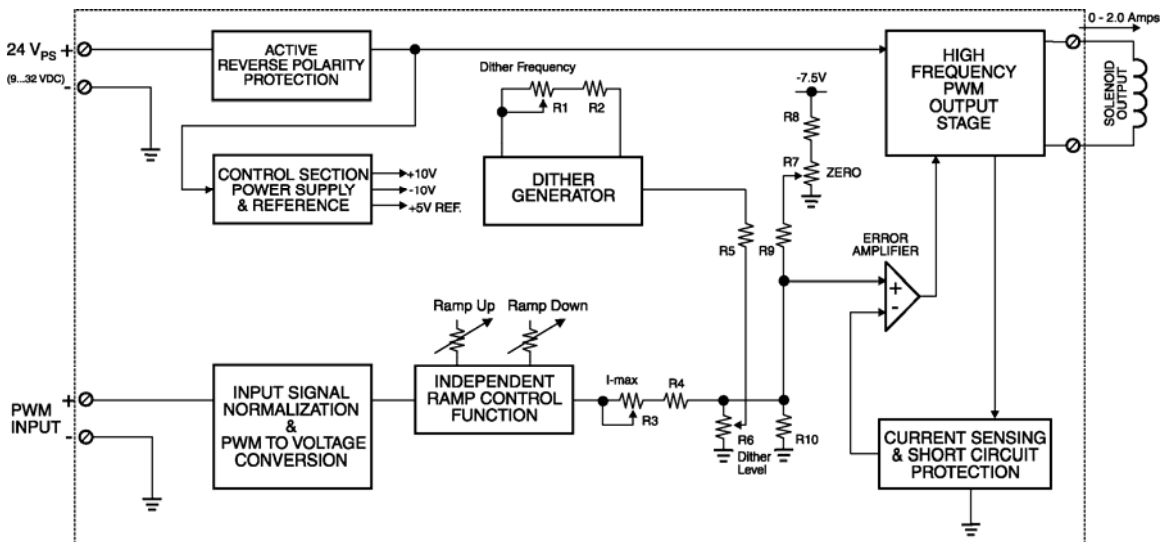 0 - 2.0 Amps
24 VPS +
(9...32 VDC)
-
ACTIVE
REVERSE POLARITY
PROTECTION
Dither Frequency
R1
R2
-7.5V
R8
R7
ZERO
HIGH
FREQUENCY
PWM
OUTPUT
STAGE
SOLENOID
OUTPUT
CONTROL SECTION
POWER SUPPLY
& REFERENCE
+10V
-10V
+5V REF.
DITHER
GENERATOR
R5
R9
ERROR
AMPLIFIER
+
-
Ramp Up
Ramp Down
PWM
INPUT
+
-
INPUT SIGNAL
NORMALIZATION
&
PWM TO VOLTAGE
CONVERSION
INDEPENDENT
RAMP CONTROL
FUNCTION
I-max
R3
R4
R6
Dither
Level
R10
CURRENT SENSING
& SHORT CIRCUIT
PROTECTION